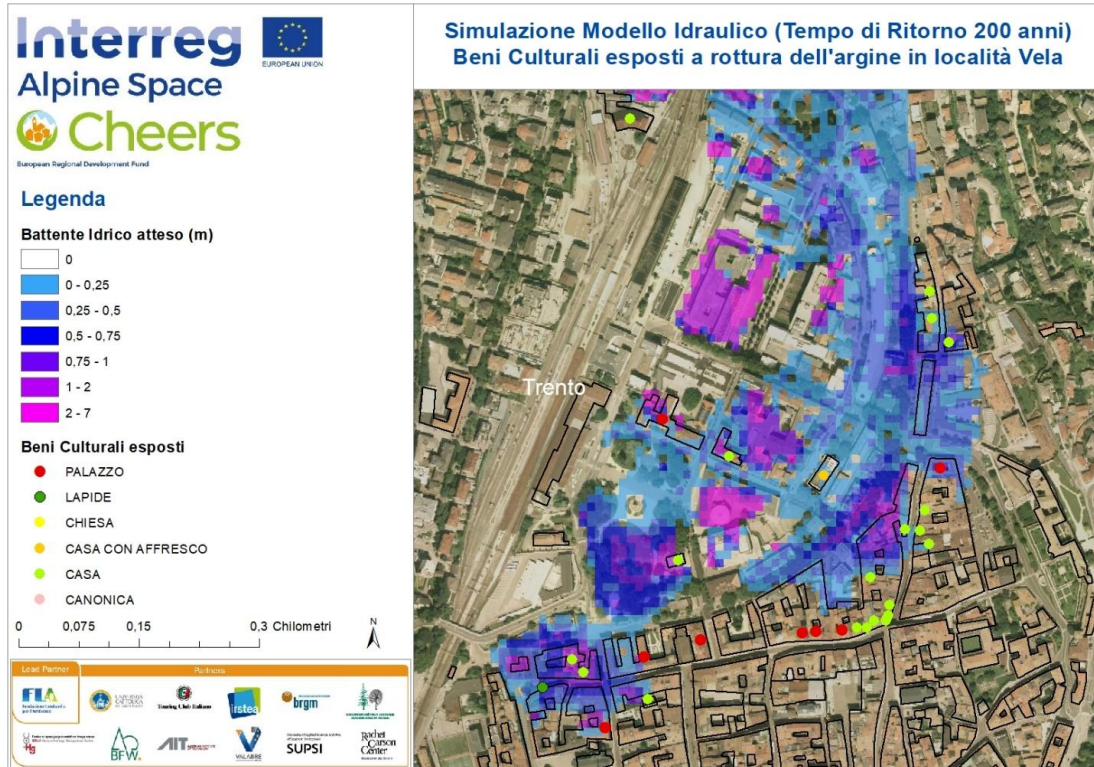 Interreg
EUROPEAN UNION
Alpine Space
Cheers
European Regional Development Fund
Legenda
Battente Idrico atteso (m)
0
0 - 0,25
0,25 - 0,5
0,5 - 0,75
0,75 - 1
1 - 2
2 - 7
Beni Culturali esposti
PALAZZO
LAPIDE
CHIESA
CASA CON AFFRESCO
CASA
CANONICA
0 0,075 0,15 0,3 Chilometri
N
Lead Partner
Partners
FLA
Touring Club Italiano
irstea
brgm
BFW
AIT
VALABRE
SUPSI
Rachel
Carson
Center
Simulazione Modello Idraulico (Tempo di Ritorno 200 anni)
Beni Culturali esposti a rottura dell'argine in località Vela
Trento